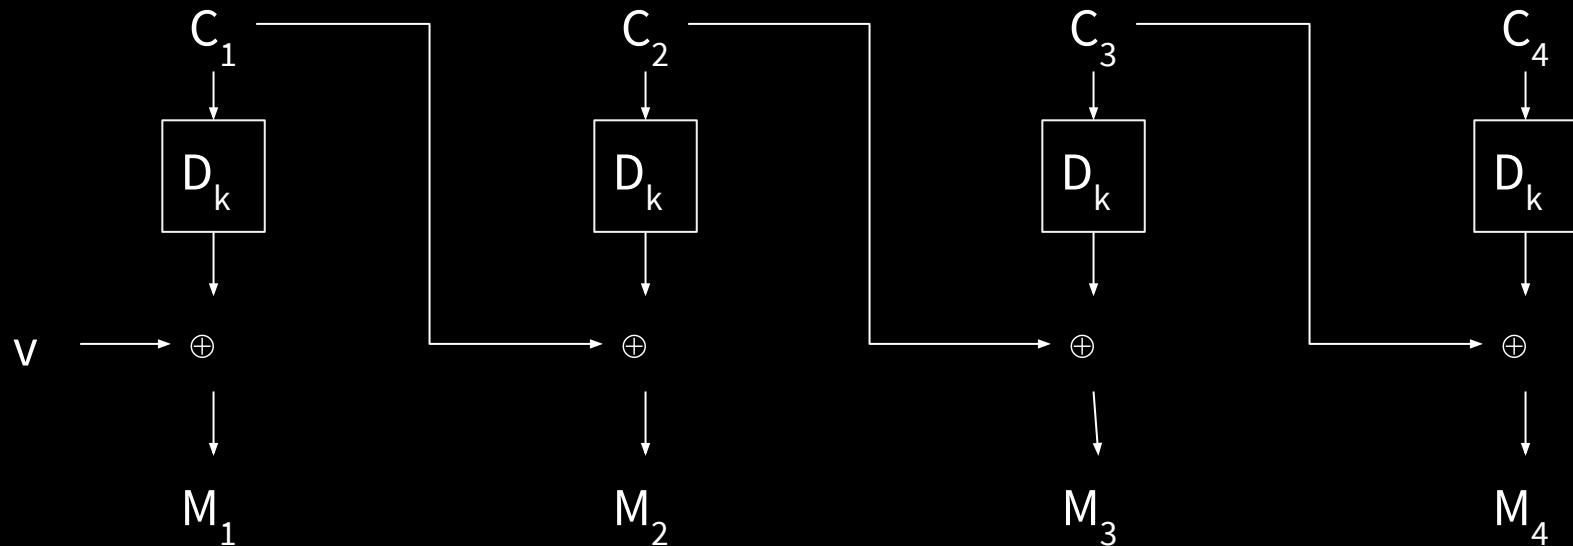 C₁ C₂ C₃ C₄
Dₖ Dₖ Dₖ Dₖ
v ⊕ ⊕ ⊕ ⊕
M₁ M₂ M₃ M₄